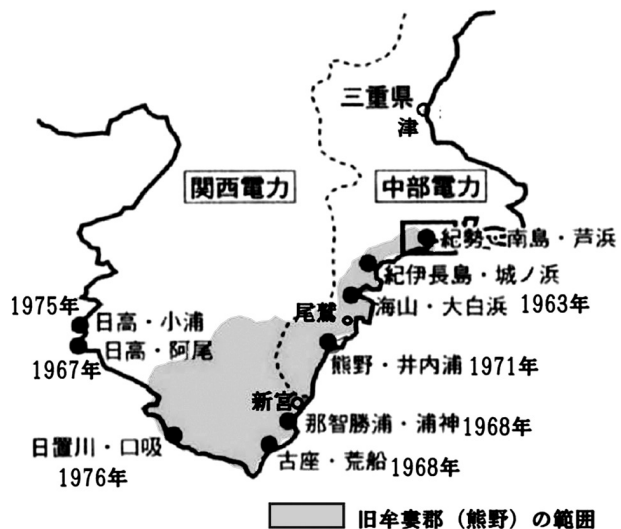 三重県
津
関西電力
中部電力
紀勢・南島・芦浜
紀伊長島・城ノ浜
海山・大白浜 1963年
尾鷲
1975年
日高・小浦
日高・阿尾
1967年
熊野・井内浦 1971年
新宮
那智勝浦・浦神 1968年
古座・荒船 1968年
日置川・口吸
1976年
旧牟婁郡（熊野）の範囲